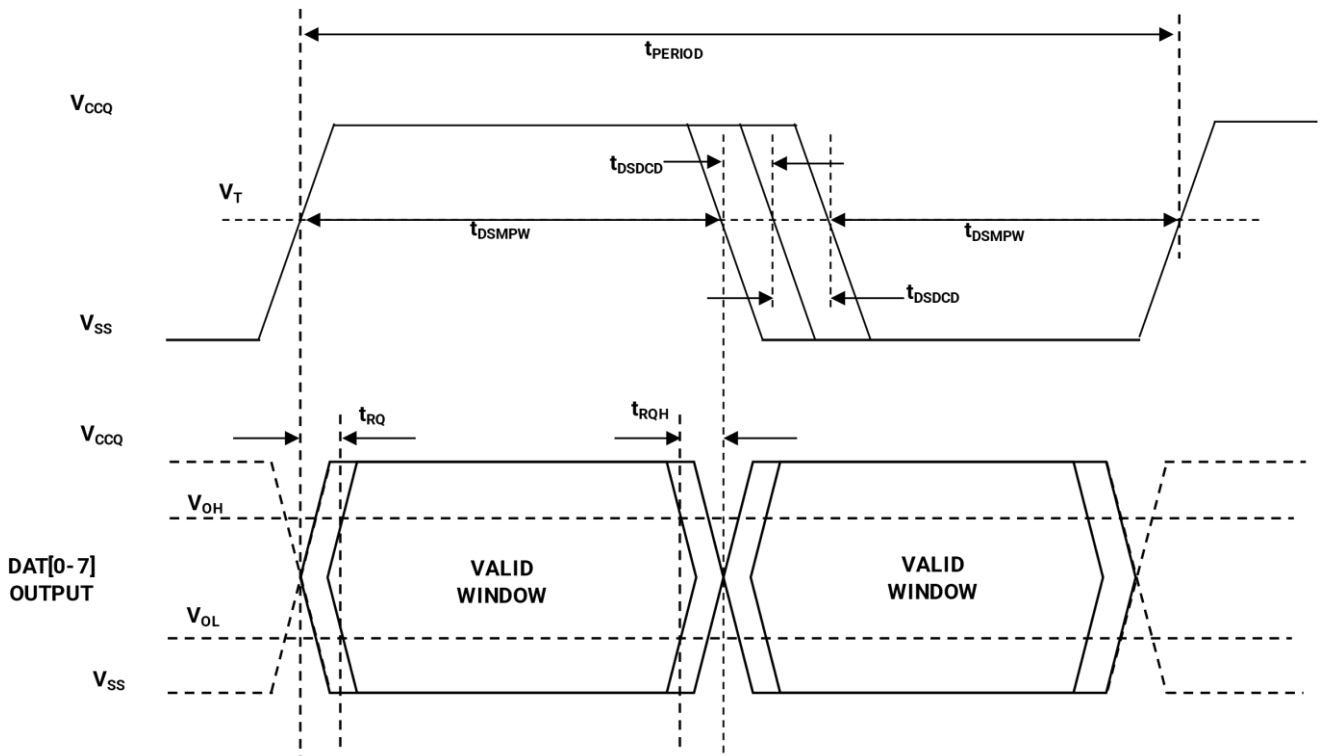 tPERIOD
VCCQ
tDSDCD
VT
tDSMPW
tDSMPW
tDSDCD
VSS
tRQ
tRQH
VCCQ
VOH
DAT[0-7]
OUTPUT
VALID
WINDOW
VALID
WINDOW
VOL
VSS